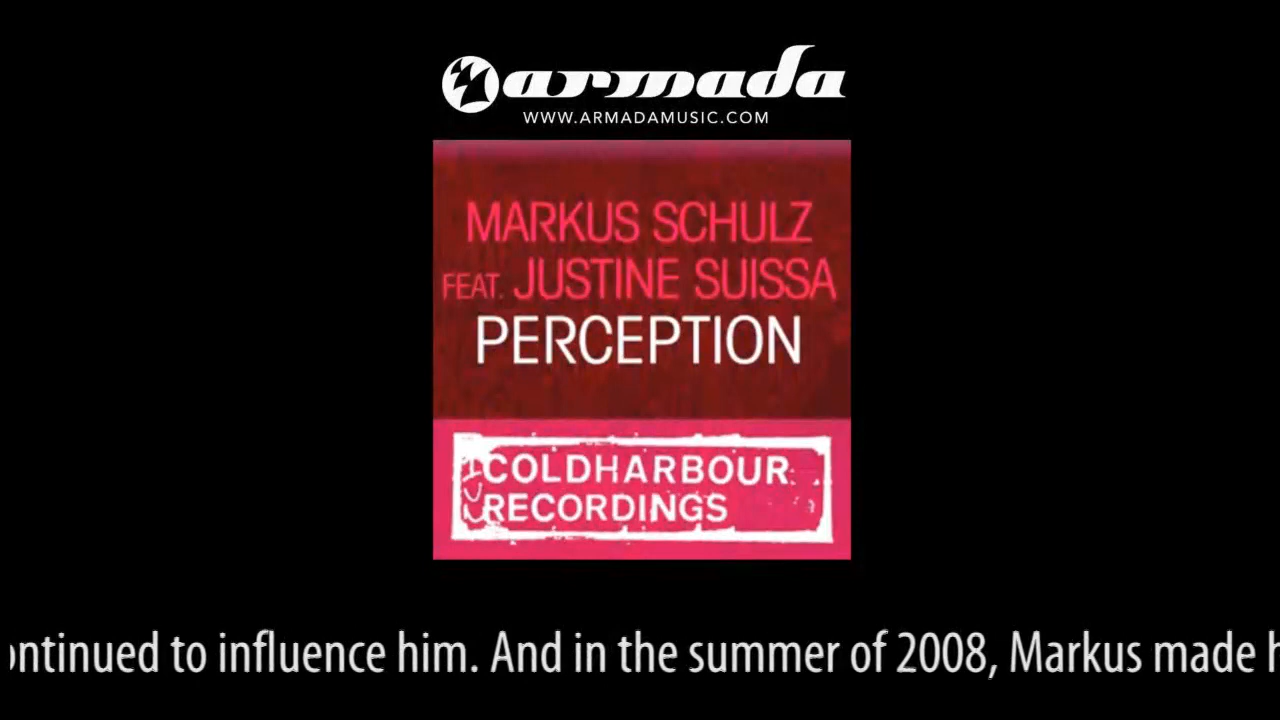 armada
WWW.ARMADAMUSIC.COM
MARKUS SCHULZ
FEAT. JUSTINE SUISSA
PERCEPTION
COLDHARBOUR
RECORDINGS
ontinued to influence him. And in the summer of 2008, Markus made h